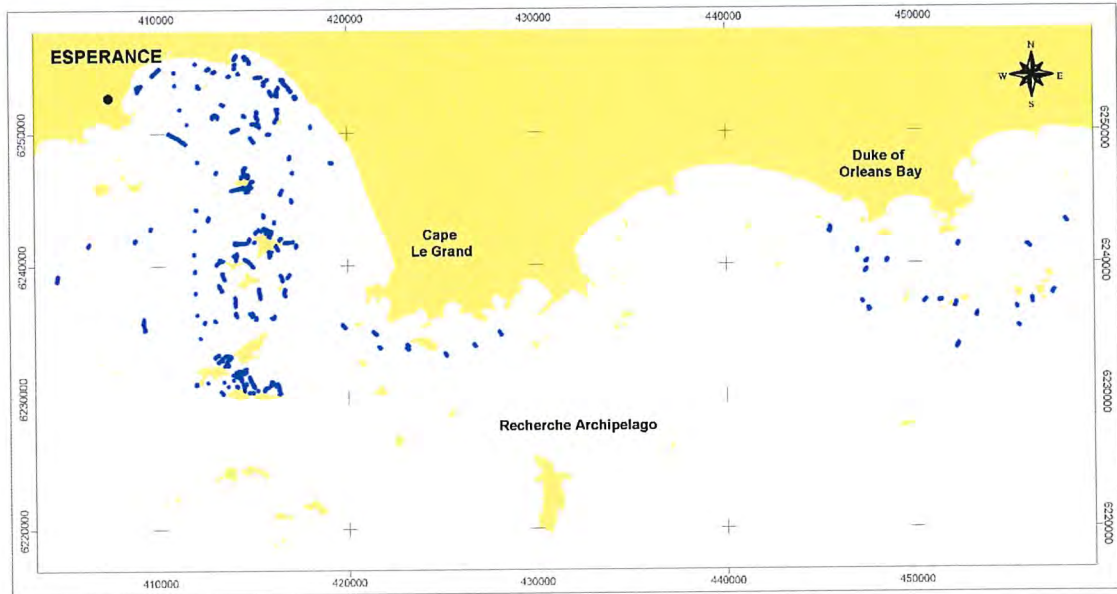 410000 420000 430000 440000 450000
ESPERANCE
N
W E
S
6250000 6250000
Duke of
Orleans Bay
Cape
Le Grand
6240000 6240000
6230000 6230000
Recherche Archipelago
6220000 6220000
410000 420000 430000 440000 450000